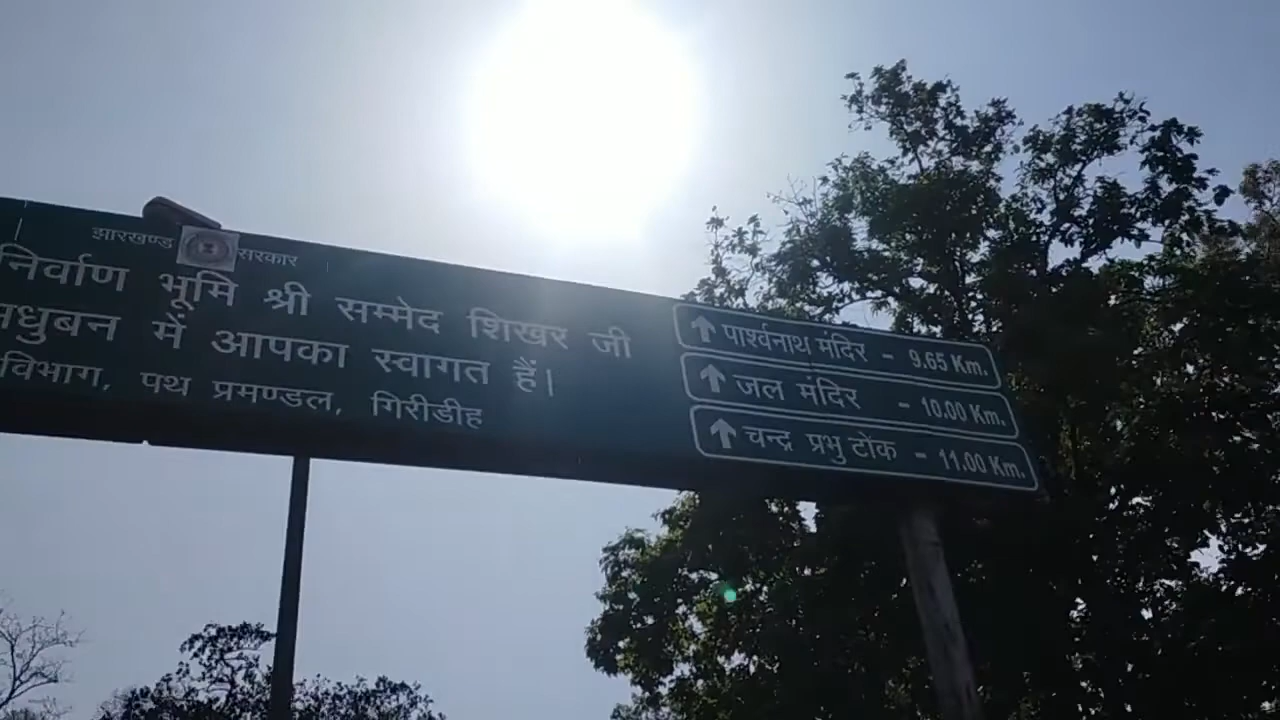 झारखण्ड सरकार
निर्वाण भूमि श्री सम्मेद शिखर जी
मधुबन में आपका स्वागत हैं।
विभाग, पथ प्रमण्डल, गिरीडीह
पार्श्वनाथ मंदिर - 9.65 Km.
जल मंदिर - 10.00 Km.
चन्द्र प्रभु टोंक - 11.00 Km.